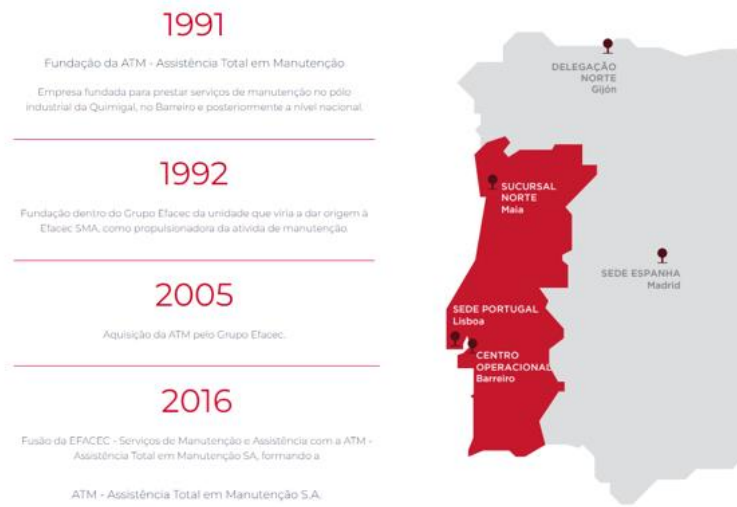 1991
Fundação da ATM - Assistência Total em Manutenção
Empresa fundada para prestar serviços de manutenção no pólo
industrial da Quimigal, no Barreiro e posteriormente a nível nacional.
1992
Fundação dentro do Grupo Efacec da unidade que viria a dar origem à
Efacec SMA, como propulsionadora da ativida de manutenção.
2005
Aquisição da ATM pelo Grupo Efacec.
2016
Fusão da EFACEC - Serviços de Manutenção e Assistência com a ATM -
Assistência Total em Manutenção SA, formando a
ATM - Assistência Total em Manutenção S.A.
DELEGAÇÃO
NORTE
Gijón
SUCURSAL
NORTE
Maia
SEDE ESPANHA
Madrid
SEDE PORTUGAL
Lisboa
CENTRO
OPERACIONAL
Barreiro